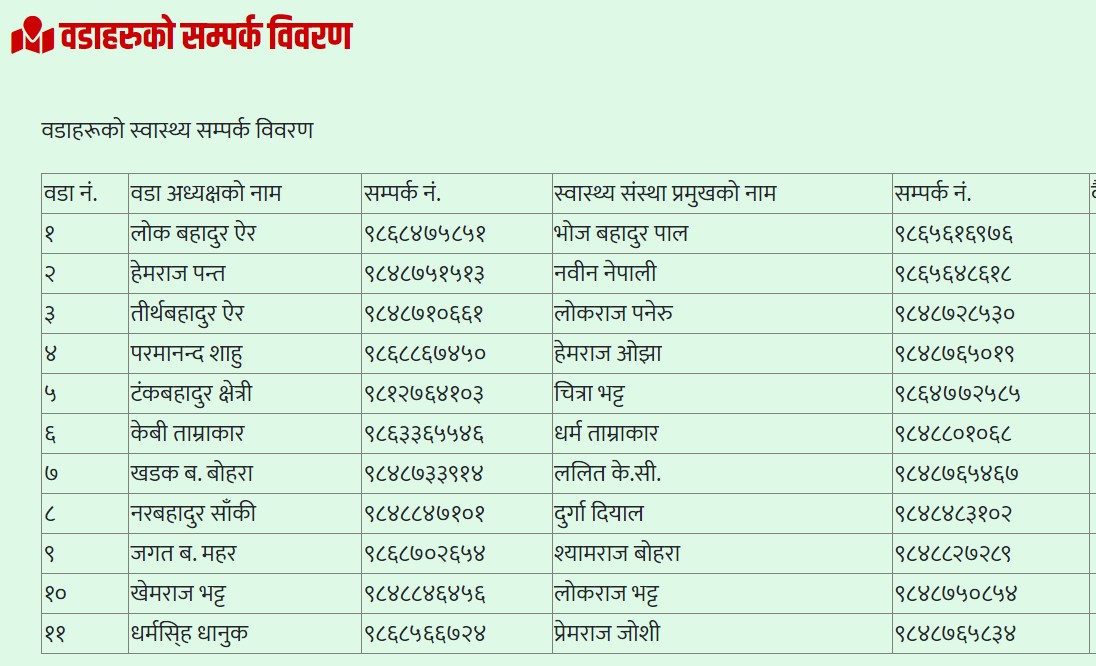 वडाहरुको सम्पर्क विवरण
वडाहरूको स्वास्थ्य सम्पर्क विवरण
वडा नं. वडा अध्यक्षको नाम सम्पर्क नं. स्वास्थ्य संस्था प्रमुखको नाम सम्पर्क नं.
१ लोक बहादुर ऐर ९८६८४७५८५१ भोज बहादुर पाल ९८६५६१६९७६
२ हेमराज पन्त ९८४८७५१५१३ नवीन नेपाली ९८६५६४८६१८
३ तीर्थबहादुर ऐर ९८४८७१०६६१ लोकराज पनेरु ९८४८७२८५३०
४ परमानन्द शाहु ९८६८८६७४५० हेमराज ओझा ९८४८७६५०१९
५ टंकबहादुर क्षेत्री ९८१२७६४१०३ चित्रा भट्ट ९८६४७७२५८५
६ केबी ताम्राकार ९८६३३६५५४६ धर्म ताम्राकार ९८४८८०१०६८
७ खडक ब. बोहरा ९८४८७३३९१४ ललित के.सी. ९८४८७६५४६७
८ नरबहादुर साँकी ९८४८८४७१०१ दुर्गा दियाल ९८४८४८३१०२
९ जगत ब. महर ९८६८७०२६५४ श्यामराज बोहरा ९८४८८२७२८९
१० खेमराज भट्ट ९८४८८४६४५६ लोकराज भट्ट ९८४८७५०८५४
११ धर्मसि्ह धानुक ९८६८५६६७२४ प्रेमराज जोशी ९८४८७६५८३४